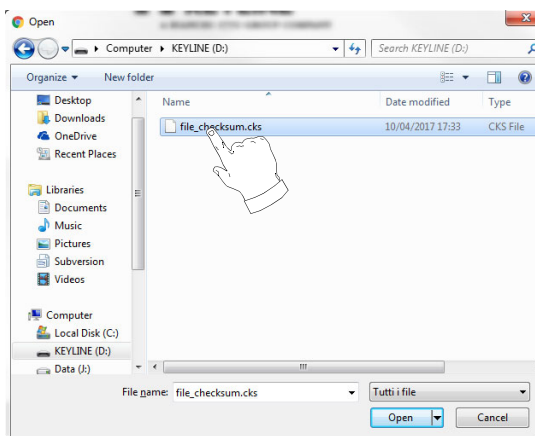 Open
Computer
KEYLINE (D:)
Search KEYLINE (D:)
Organize
New folder
Desktop
Downloads
OneDrive
Recent Places
Libraries
Documents
Music
Pictures
Subversion
Videos
Computer
Local Disk (C:)
KEYLINE (D:)
Data (J:)
Name
Date modified
Type
file_checksum.cks
10/04/2017 17:33
CKS File
File name:
file_checksum.cks
Tutti i file
Open
Cancel